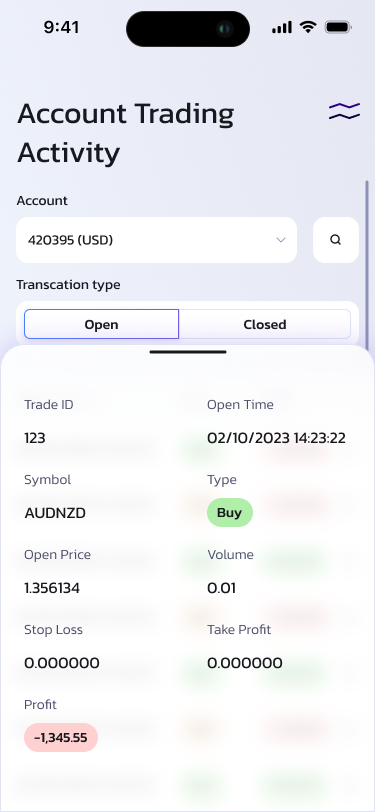 9:41
Account Trading
Activity
Account
420395 (USD)
Transcation type
Open Closed
Trade ID Open Time
123 02/10/2023 14:23:22
Symbol Type
AUDNZD Buy
Open Price Volume
1.356134 0.01
Stop Loss Take Profit
0.000000 0.000000
Profit
-1,345.55